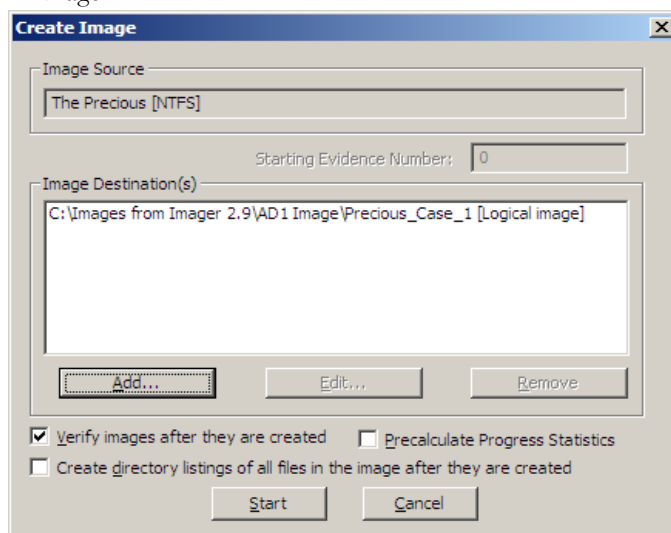 Create Image
Image Source
The Precious [NTFS]
Starting Evidence Number: 0
Image Destination(s)
C:\Images from Imager 2.9\AD1 Image\Precious_Case_1 [Logical image]
Add... Edit... Remove
Verify images after they are created Precalculate Progress Statistics
Create directory listings of all files in the image after they are created
Start Cancel